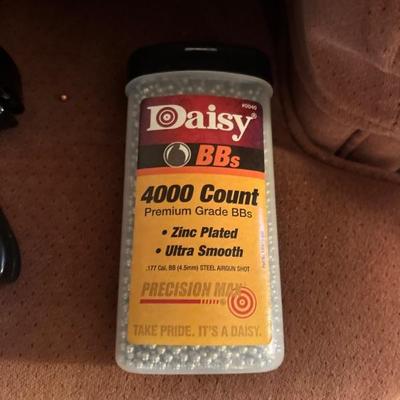 #0040
Daisy®
BBs
4000 Count
Premium Grade BBs
• Zinc Plated
• Ultra Smooth
.177 Cal. BB (4.5mm) STEEL AIRGUN SHOT
PRECISION MAX
TAKE PRIDE. IT'S A DAISY.